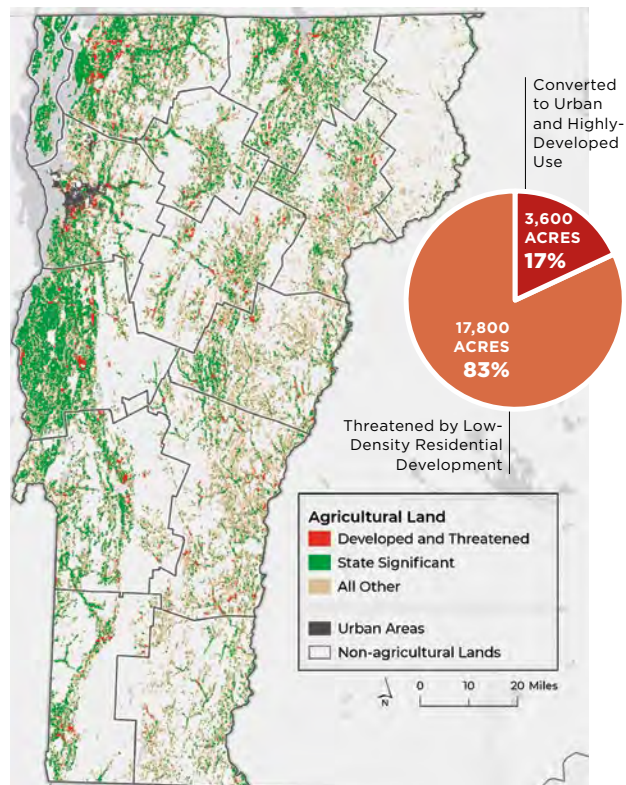 Converted
to Urban
and Highly-
Developed
Use
3,600
ACRES
17%
17,800
ACRES
83%
Threatened by Low-
Density Residential
Development
Agricultural Land
Developed and Threatened
State Significant
All Other
Urban Areas
Non-agricultural Lands
N
0 10 20 Miles